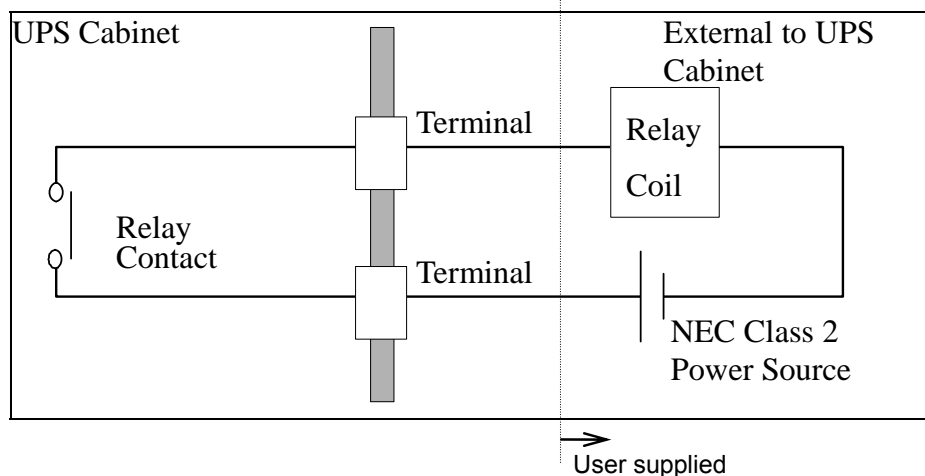 UPS Cabinet
External to UPS
Cabinet
Terminal
Relay
Coil
Relay
Contact
Terminal
NEC Class 2
Power Source
User supplied